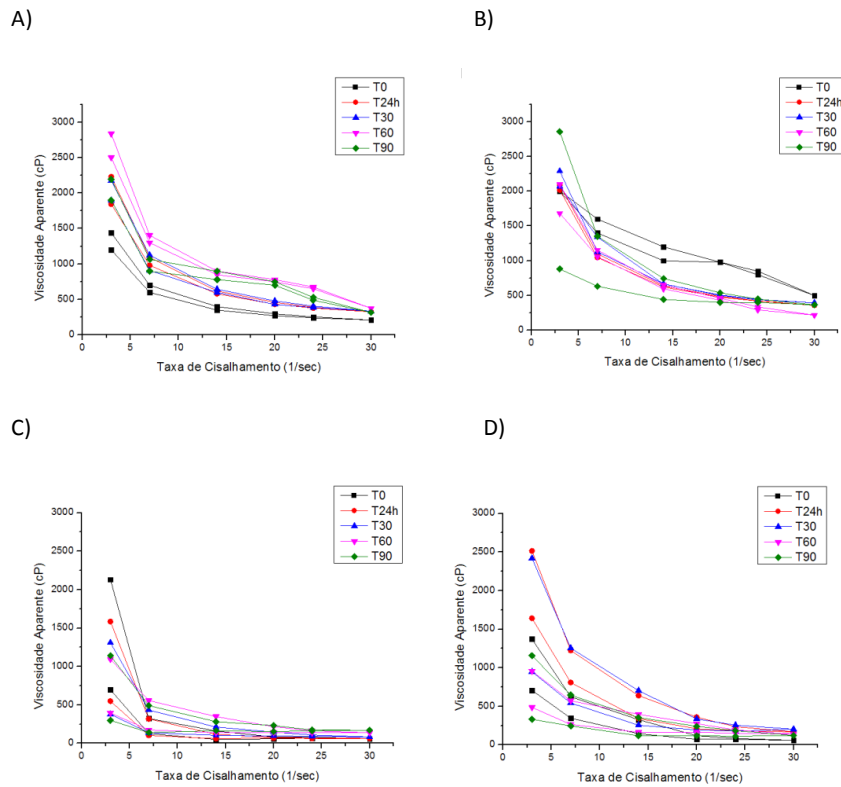 A)
B)
T0
T24h
T30
T60
T90
3000
2500
2000
1500
1000
500
0
0
5
10
15
20
25
30
Viscosidade Aparente (cP)
Taxa de Cisalhamento (1/sec)
T0
T24h
T30
T60
T90
3000
2500
2000
1500
1000
500
0
0
5
10
15
20
25
30
Viscosidade Aparente (cP)
Taxa de Cisalhamento (1/sec)
C)
D)
T0
T24h
T30
T60
T90
3000
2500
2000
1500
1000
500
0
0
5
10
15
20
25
30
Viscosidade Aparente (cP)
Taxa de Cisalhamento (1/sec)
T0
T24h
T30
T60
T90
3000
2500
2000
1500
1000
500
0
0
5
10
15
20
25
30
Viscosidade Aparente (cP)
Taxa de Cisalhamento (1/sec)